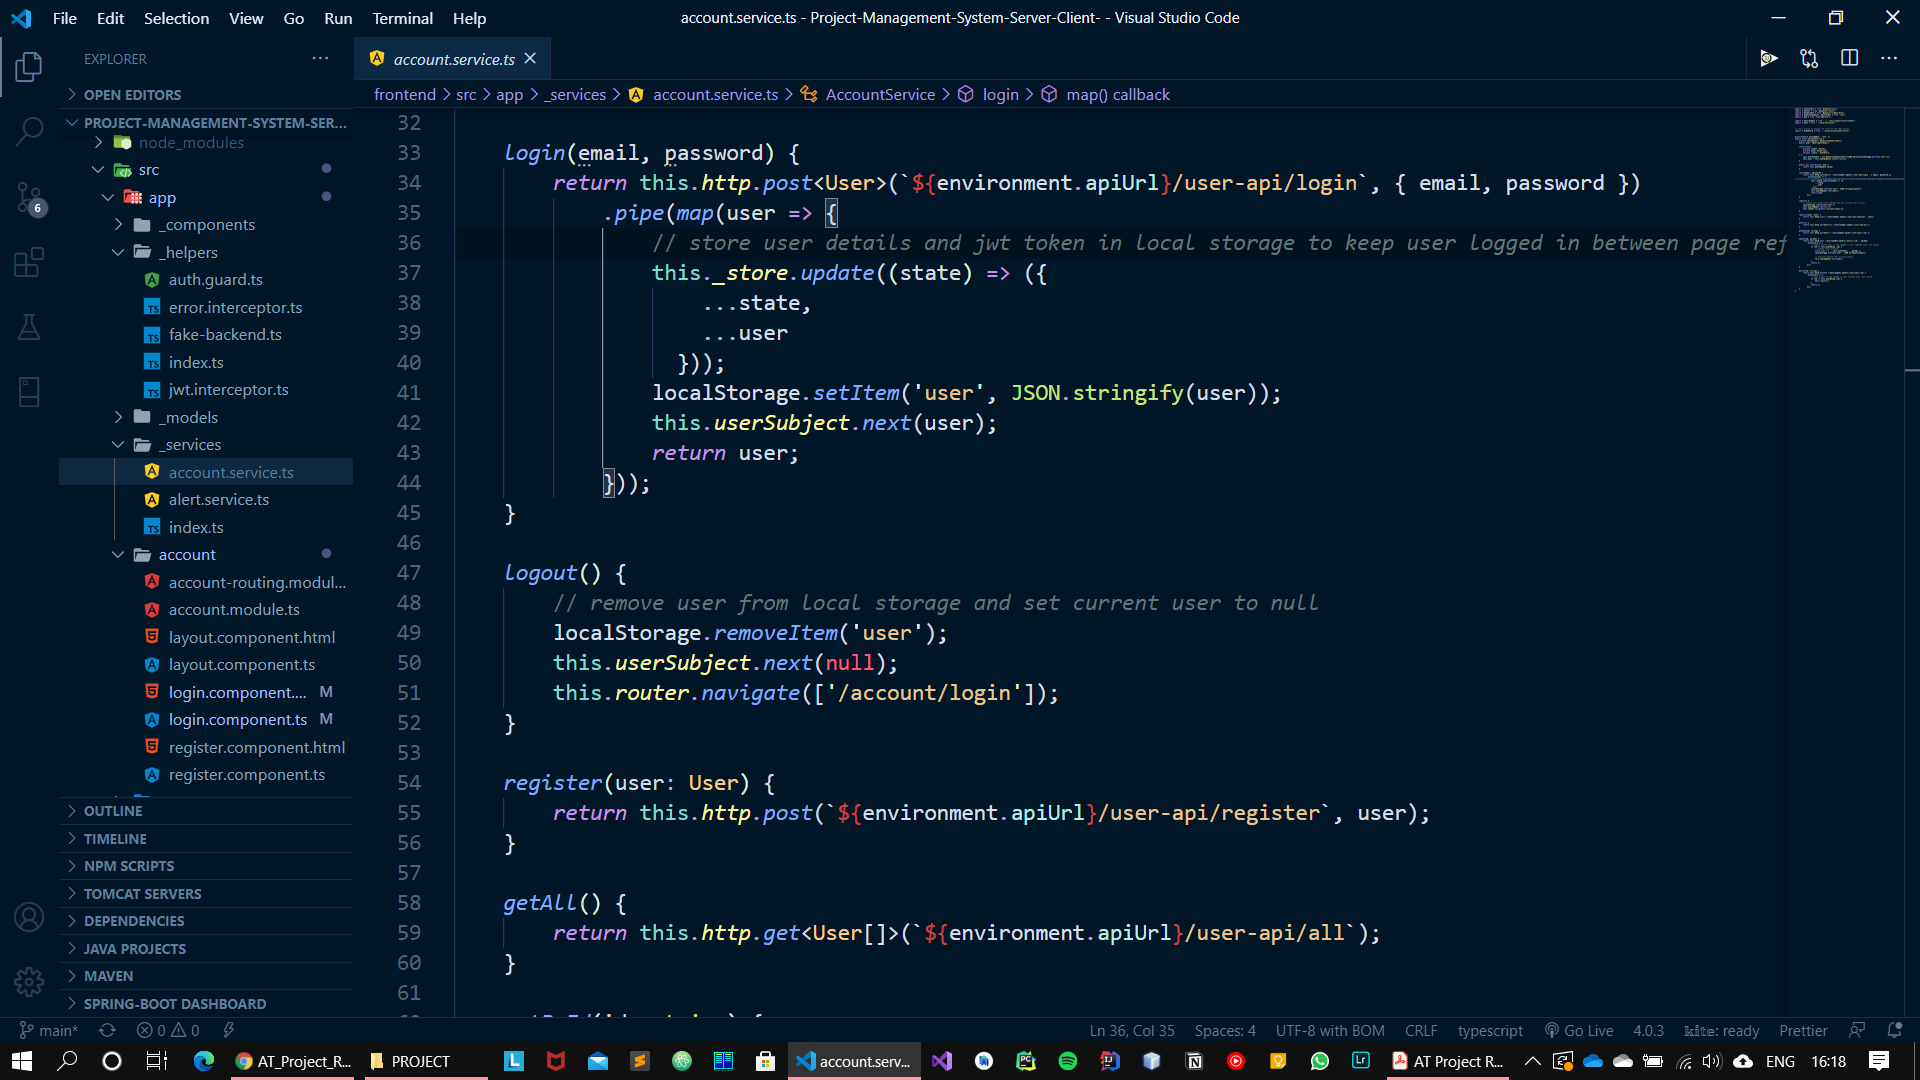 File Edit Selection View Go Run Terminal Help
account.service.ts - Project-Management-System-Server-Client- - Visual Studio Code
EXPLORER
OPEN EDITORS
PROJECT-MANAGEMENT-SYSTEM-SER...
node_modules
src
app
_components
_helpers
auth.guard.ts
error.interceptor.ts
fake-backend.ts
index.ts
jwt.interceptor.ts
_models
_services
account.service.ts
alert.service.ts
index.ts
account
account-routing.modul...
account.module.ts
layout.component.html
layout.component.ts
login.component.... M
login.component.ts M
register.component.html
register.component.ts
OUTLINE
TIMELINE
NPM SCRIPTS
TOMCAT SERVERS
DEPENDENCIES
JAVA PROJECTS
MAVEN
SPRING-BOOT DASHBOARD
6
account.service.ts
frontend > src > app > _services > account.service.ts > AccountService > login > map() callback
32
33 login(email, password) {
34 return this.http.post<User>(`${environment.apiUrl}/user-api/login`, { email, password })
35 .pipe(map(user => {
36 // store user details and jwt token in local storage to keep user logged in between page ref
37 this._store.update((state) => ({
38 ...state,
39 ...user
40 }));
41 localStorage.setItem('user', JSON.stringify(user));
42 this.userSubject.next(user);
43 return user;
44 }));
45 }
46
47 logout() {
48 // remove user from local storage and set current user to null
49 localStorage.removeItem('user');
50 this.userSubject.next(null);
51 this.router.navigate(['/account/login']);
52 }
53
54 register(user: User) {
55 return this.http.post(`${environment.apiUrl}/user-api/register`, user);
56 }
57
58 getAll() {
59 return this.http.get<User[]>(`${environment.apiUrl}/user-api/all`);
60 }
61
main* 0 0 Ln 36, Col 35 Spaces: 4 UTF-8 with BOM CRLF typescript Go Live 4.0.3 kite: ready Prettier
AT_Project_R... PROJECT account.serv... AT Project R... ENG 16:18